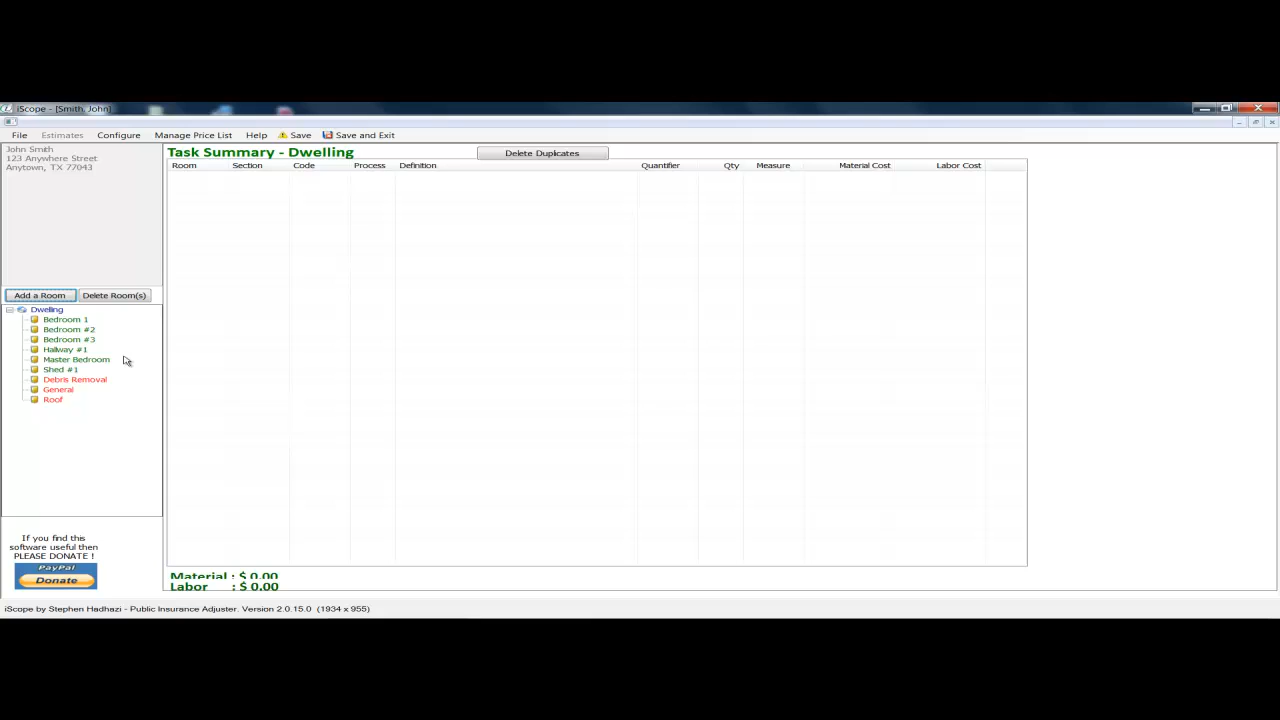 iScope - [Smith, John]
File Estimates Configure Manage Price List Help Save Save and Exit
John Smith
123 Anywhere Street
Anytown, TX 77043
Task Summary - Dwelling
Delete Duplicates
Room Section Code Process Definition Quantifier Qty Measure Material Cost Labor Cost
Add a Room Delete Room(s)
Dwelling
Bedroom 1
Bedroom #2
Bedroom #3
Hallway #1
Master Bedroom
Shed #1
Debris Removal
General
Roof
If you find this
software useful then
PLEASE DONATE !
PayPal
Donate
Material : $ 0.00
Labor : $ 0.00
iScope by Stephen Hadhazi - Public Insurance Adjuster. Version 2.0.15.0 (1934 x 955)